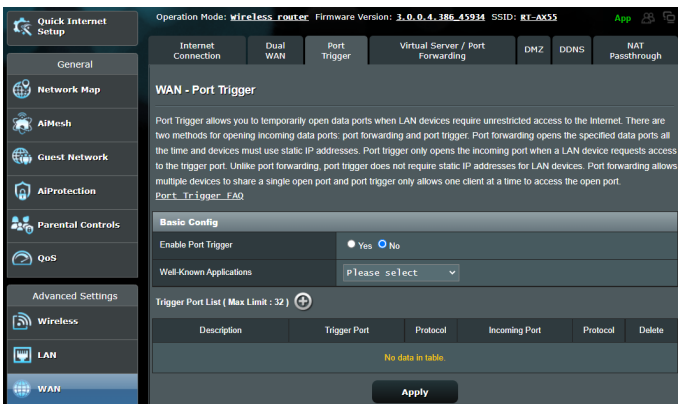 Quick Internet
Setup
General
Network Map
AiMesh
Guest Network
AiProtection
Parental Controls
QoS
Advanced Settings
Wireless
LAN
WAN
Operation Mode: Wireless router Firmware Version: 3.0.0.4.386_45934 SSID: RT-AX55
App
Internet
Connection
Dual
WAN
Port
Trigger
Virtual Server / Port
Forwarding
DMZ
DDNS
NAT
Passthrough
WAN - Port Trigger
Port Trigger allows you to temporarily open data ports when LAN devices require unrestricted access to the Internet. There are
two methods for opening incoming data ports: port forwarding and port trigger. Port forwarding opens the specified data ports all
the time and devices must use static IP addresses. Port trigger only opens the incoming port when a LAN device requests access
to the trigger port. Unlike port forwarding, port trigger does not require static IP addresses for LAN devices. Port forwarding allows
multiple devices to share a single open port and port trigger only allows one client at a time to access the open port.
Port Trigger FAQ
Basic Config
Enable Port Trigger Yes No
Well-Known Applications Please select
Trigger Port List ( Max Limit : 32 )
Description Trigger Port Protocol Incoming Port Protocol Delete
No data in table.
Apply